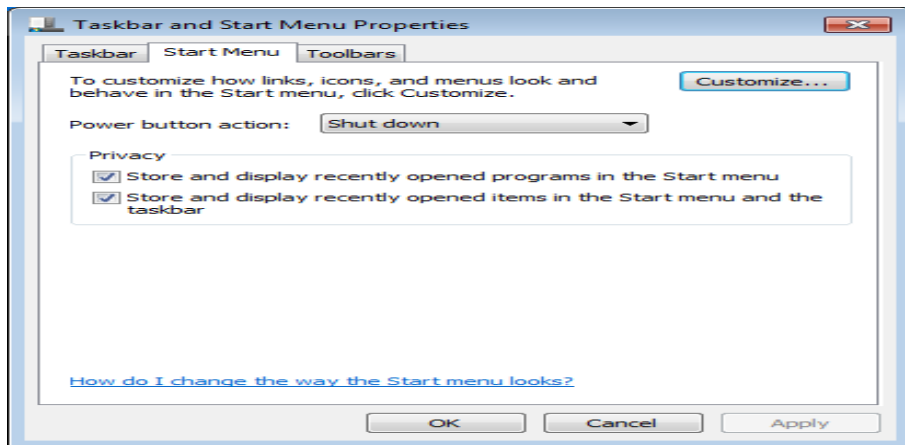 Taskbar and Start Menu Properties
Taskbar Start Menu Toolbars
To customize how links, icons, and menus look and
behave in the Start menu, click Customize.
Customize...
Power button action: Shut down
Privacy
Store and display recently opened programs in the Start menu
Store and display recently opened items in the Start menu and the
taskbar
How do I change the way the Start menu looks?
OK Cancel Apply